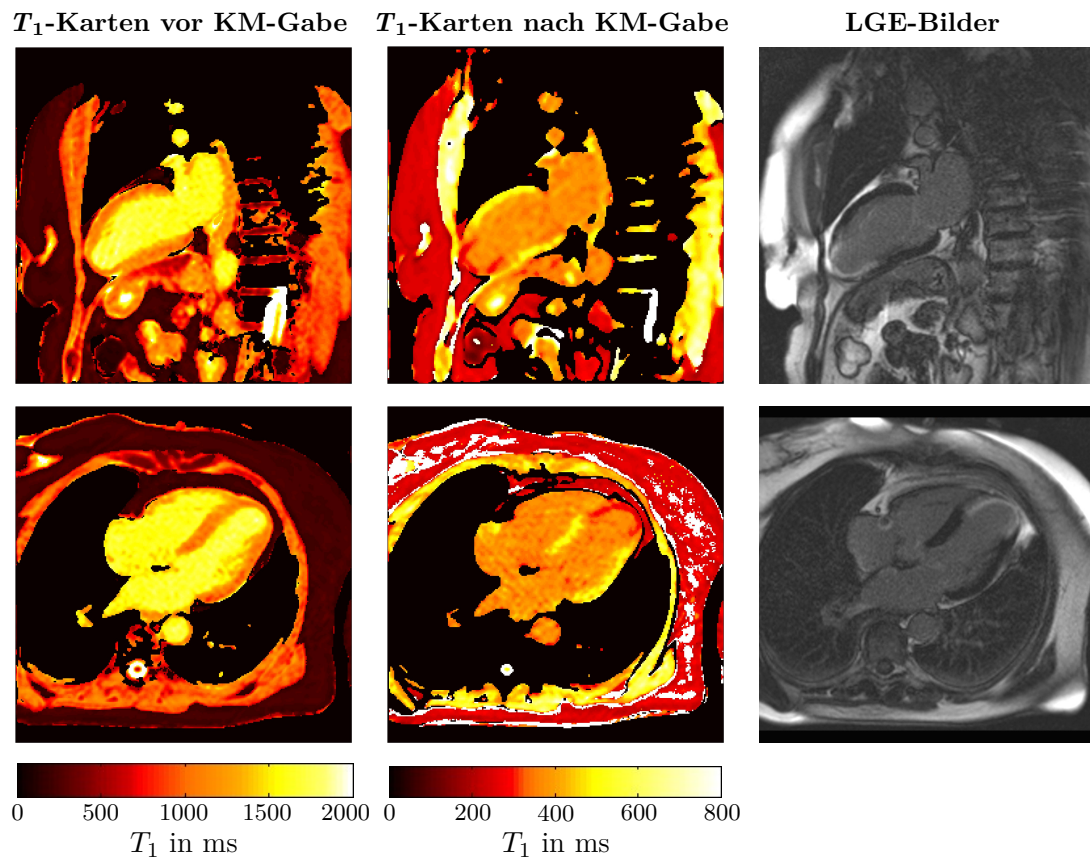 T₁-Karten vor KM-Gabe T₁-Karten nach KM-Gabe LGE-Bilder
0 500 1000 1500 2000 0 200 400 600 800
T₁ in ms T₁ in ms